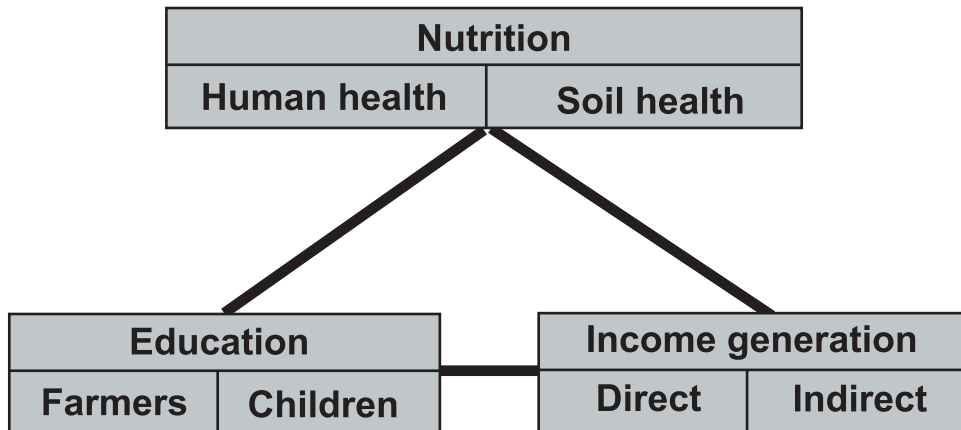 Nutrition
Human health Soil health
Education
Farmers Children
Income generation
Direct Indirect